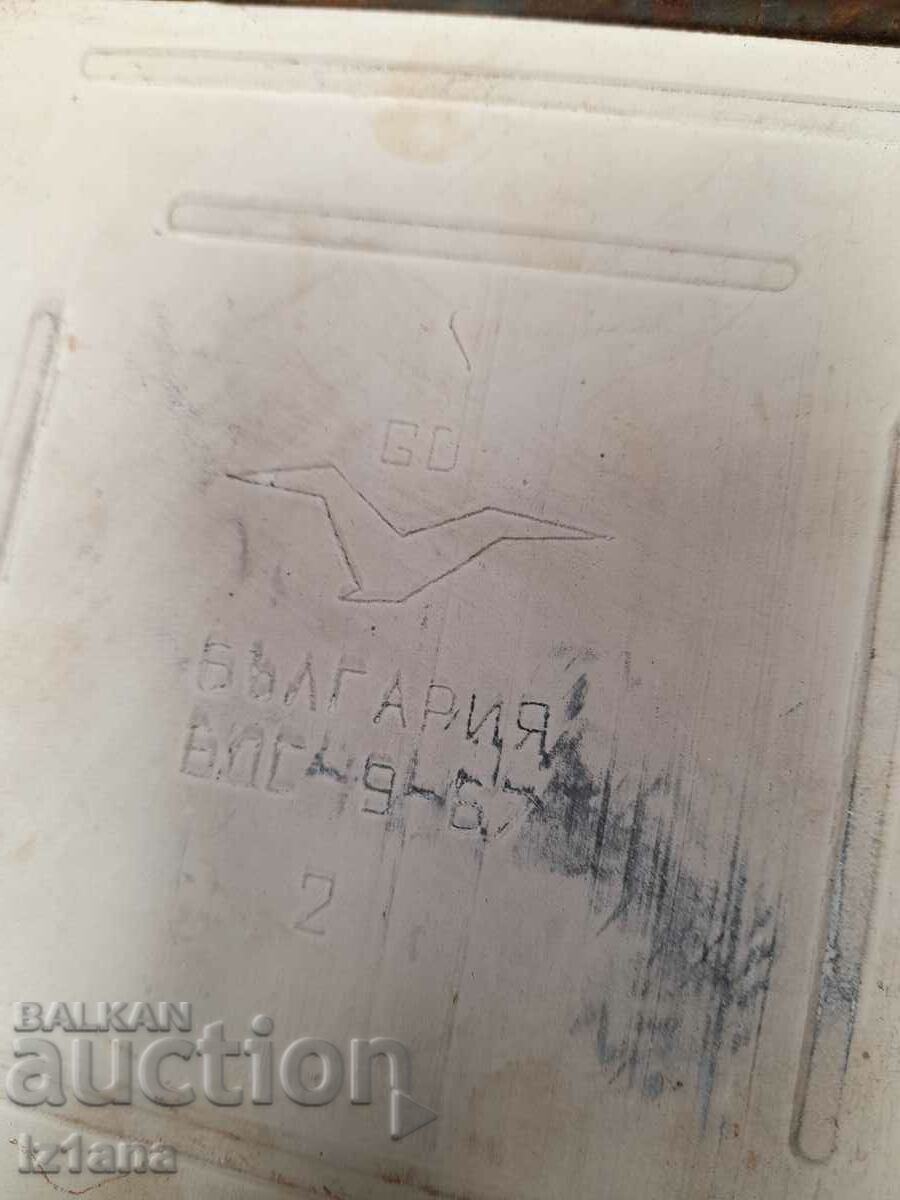 GO
БЪЛГАРИЯ
2
BALKAN
auction
iz1ana